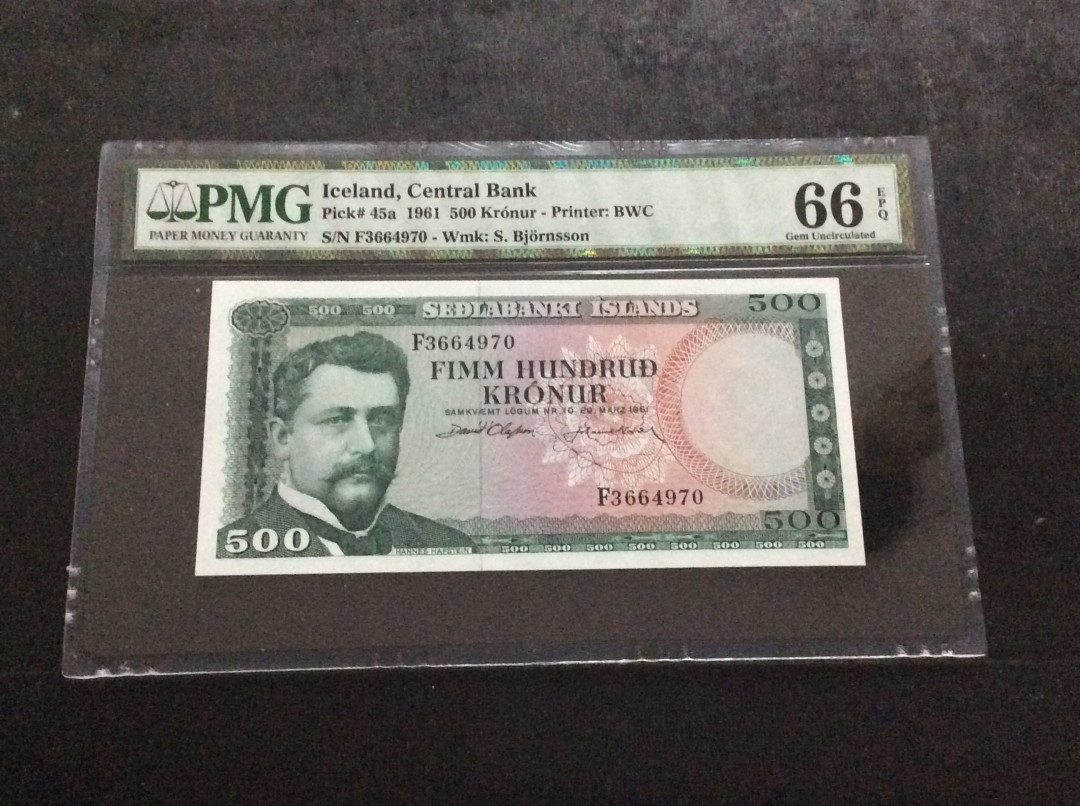 PMG
PAPER MONEY GUARANTY
Iceland, Central Bank
Pick# 45a 1961 500 Krónur - Printer: BWC
S/N F3664970 - Wmk: S. Björnsson
66 EPQ
Gem Uncirculated
500 500 SEÐLABANKI ÍSLANDS 500
F3664970
FIMM HUNDRUÐ
KRÓNUR
SAMKVÆMT LÖGUM NR. 10, 29. MARZ 1961
F3664970
500
500
HANNES HAFSTEIN
500 500 500 500 500 500 500 500